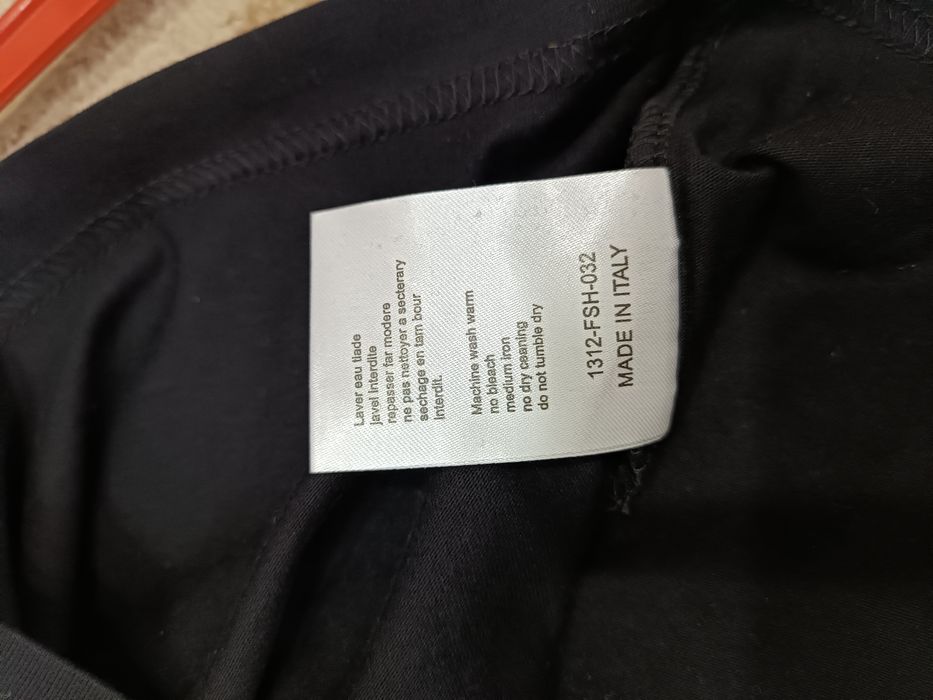 Laver eau tiade
javel interdite
repasser far modere
ne pas nettoyer a secterary
sechage en tam bour
interdit.
Machine wash warm
no bleach
medium iron
no dry ceaning
do not tumble dry
1312-FSH-032
MADE IN ITALY